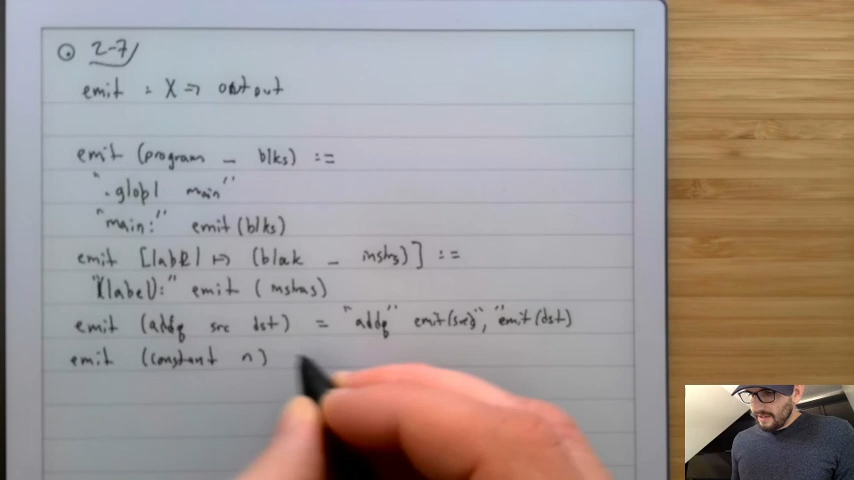 ⊙ 2-7/
emit : X => output
emit (program _ blks) :=
".globl main"
"main:" emit (blks)
emit [label ↦ (block _ instrs)] :=
"(label):" emit (instrs)
emit (addq src dst) = "addq" emit(src) "," emit(dst)
emit (constant n)